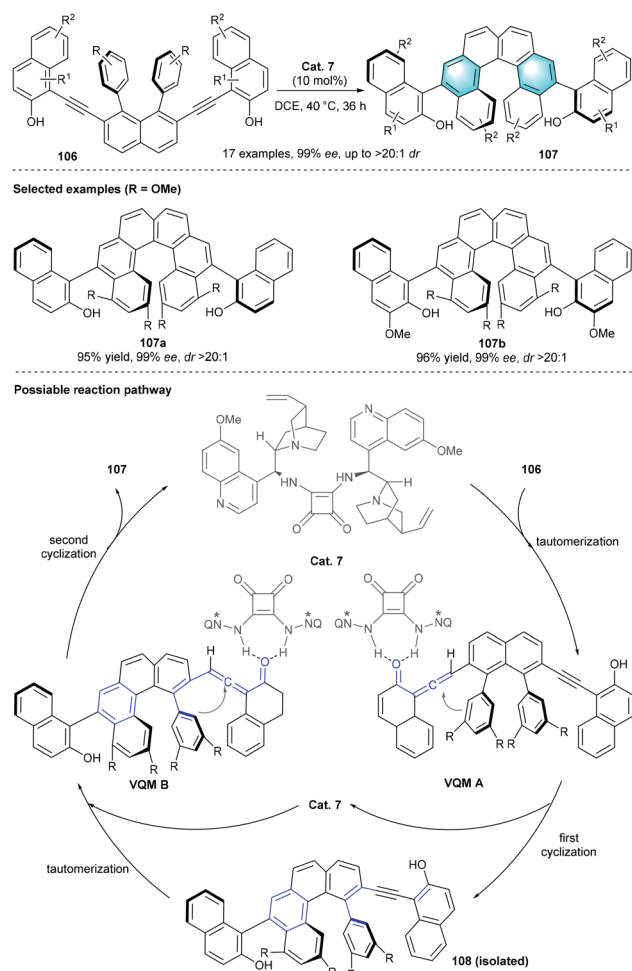 R²
R
R
R²
R¹
R¹
OH
OH
106
Cat. 7
(10 mol%)
DCE, 40 °C, 36 h
17 examples, 99% ee, up to >20:1 dr
R²
R²
OH
HO
R¹
R²
R²
R¹
107
Selected examples (R = OMe)
R
R
OH
HO
R
R
107a
95% yield, 99% ee, dr >20:1
R
R
OH
HO
OMe
R
R
OMe
107b
96% yield, 99% ee, dr >20:1
Possiable reaction pathway
OMe
H
N
N
HN
HN
O
O
N
OMe
H
N
Cat. 7
107
106
second
cyclization
tautomerization
O
O
* *
NQ
N
N
NQ
H
H
O
H
C
OH
R
R
R
R
VQM B
O
O
* *
NQ
N
N
NQ
H
H
O
C
H
HO
R
R
R
R
VQM A
Cat. 7
tautomerization
first
cyclization
HO
OH
R
R
R
R
108 (isolated)